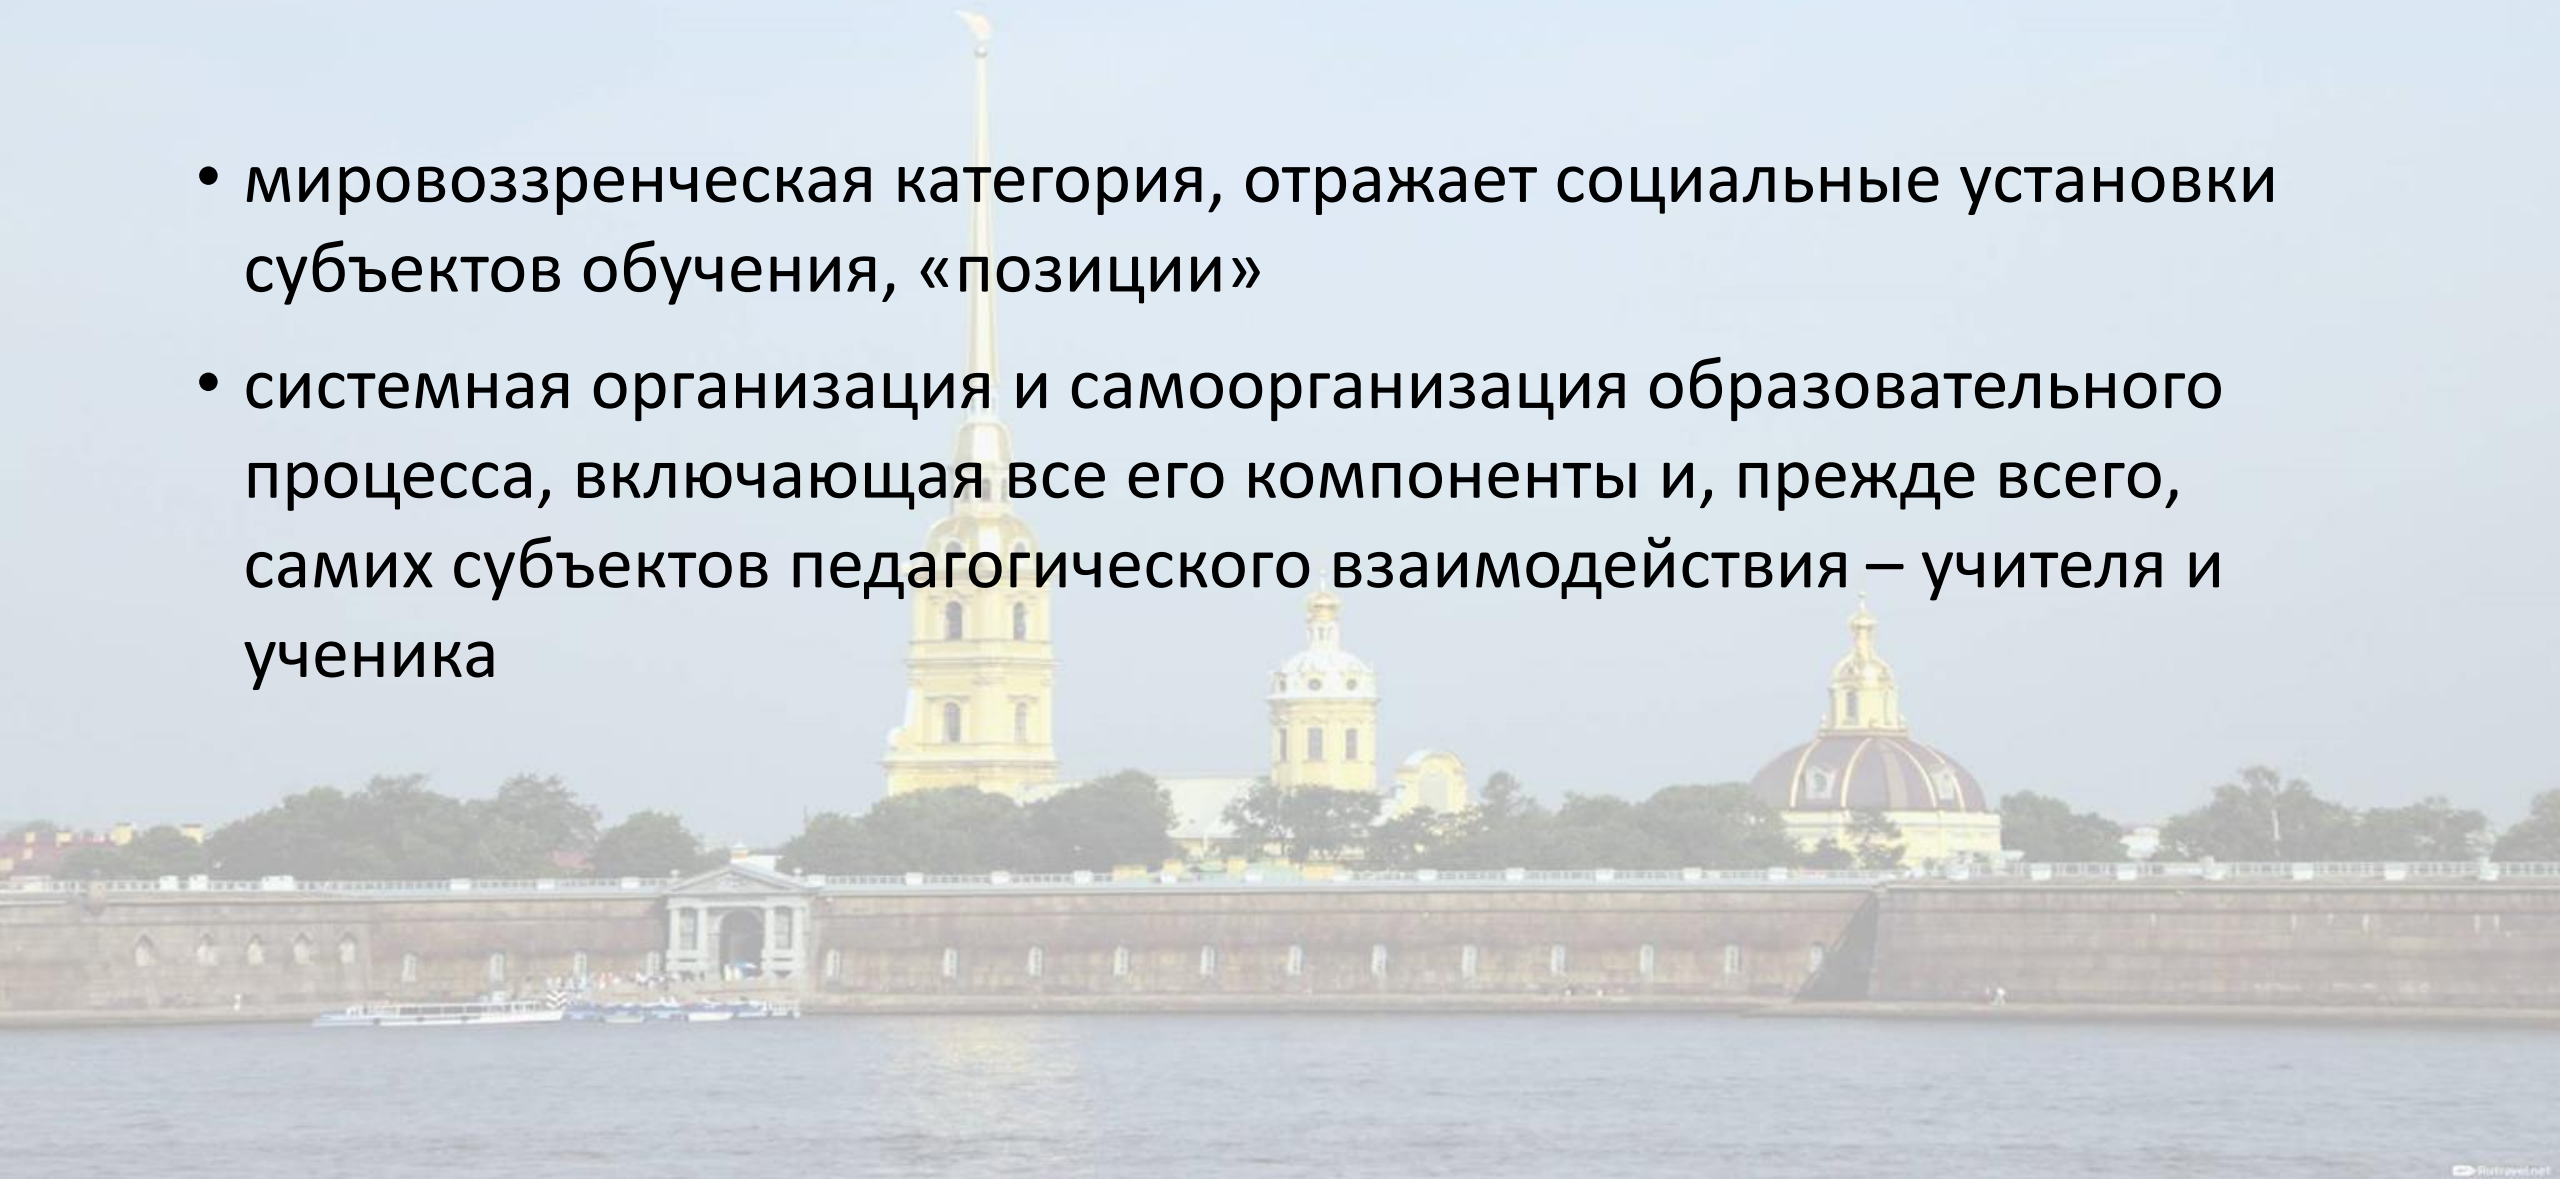 • мировоззренческая категория, отражает социальные установки
субъектов обучения, «позиции»
• системная организация и самоорганизация образовательного
процесса, включающая все его компоненты и, прежде всего,
самих субъектов педагогического взаимодействия – учителя и
ученика